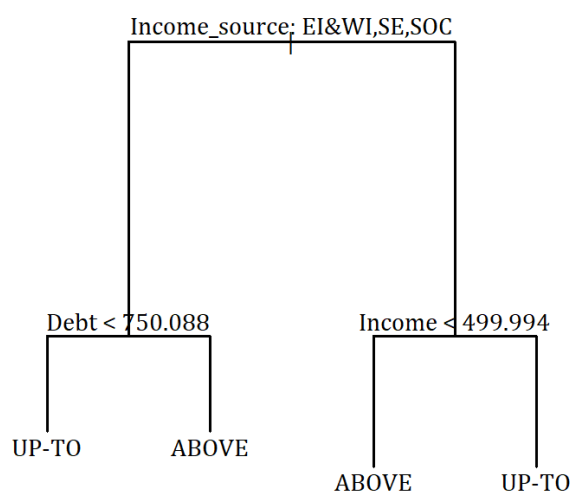 Income_source: EI&WI,SE,SOC
Debt < 750.088
Income < 499.994
UP-TO
ABOVE
ABOVE
UP-TO